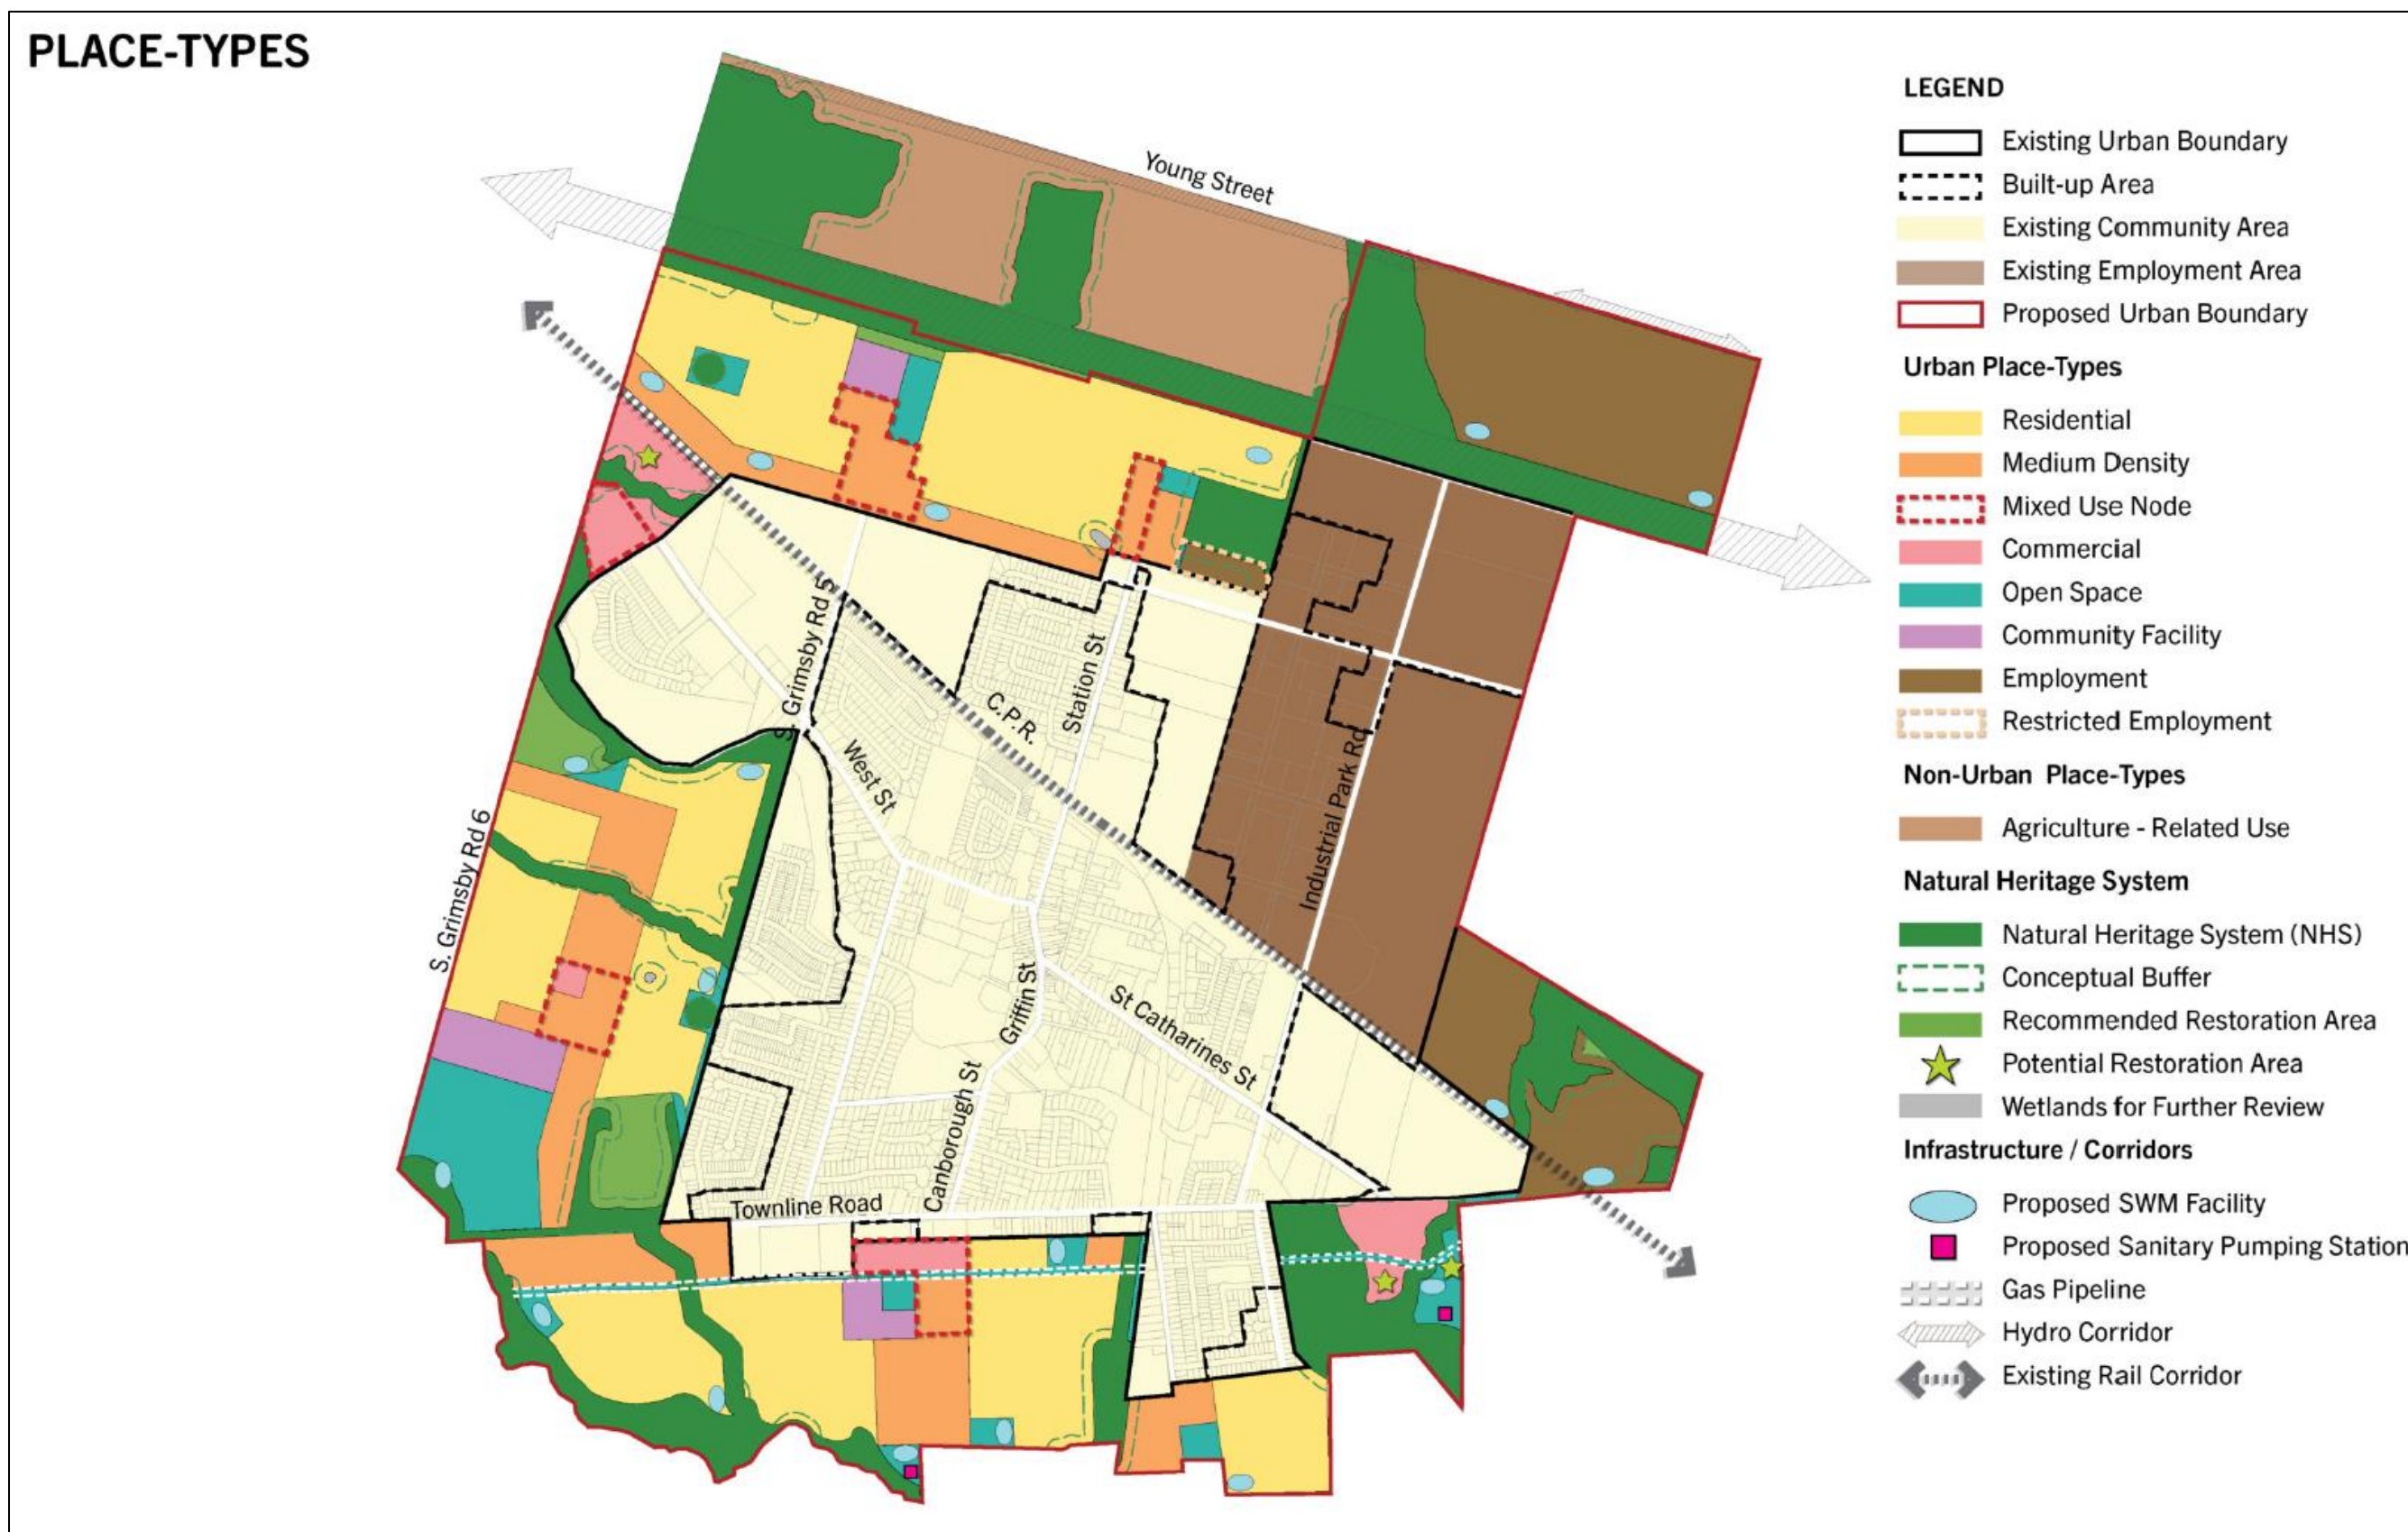 PLACE-TYPES
LEGEND
Existing Urban Boundary
Built-up Area
Existing Community Area
Existing Employment Area
Proposed Urban Boundary
Urban Place-Types
Residential
Medium Density
Mixed Use Node
Commercial
Open Space
Community Facility
Employment
Restricted Employment
Non-Urban Place-Types
Agriculture - Related Use
Natural Heritage System
Natural Heritage System (NHS)
Conceptual Buffer
Recommended Restoration Area
Potential Restoration Area
Wetlands for Further Review
Infrastructure / Corridors
Proposed SWM Facility
Proposed Sanitary Pumping Station
Gas Pipeline
Hydro Corridor
Existing Rail Corridor
Young Street
S. Grimsby Rd 5
Station St
C.P.R.
West St
Industrial Park Rd
S. Grimsby Rd 6
Griffin St
St Catharines St
Canborough St
Townline Road